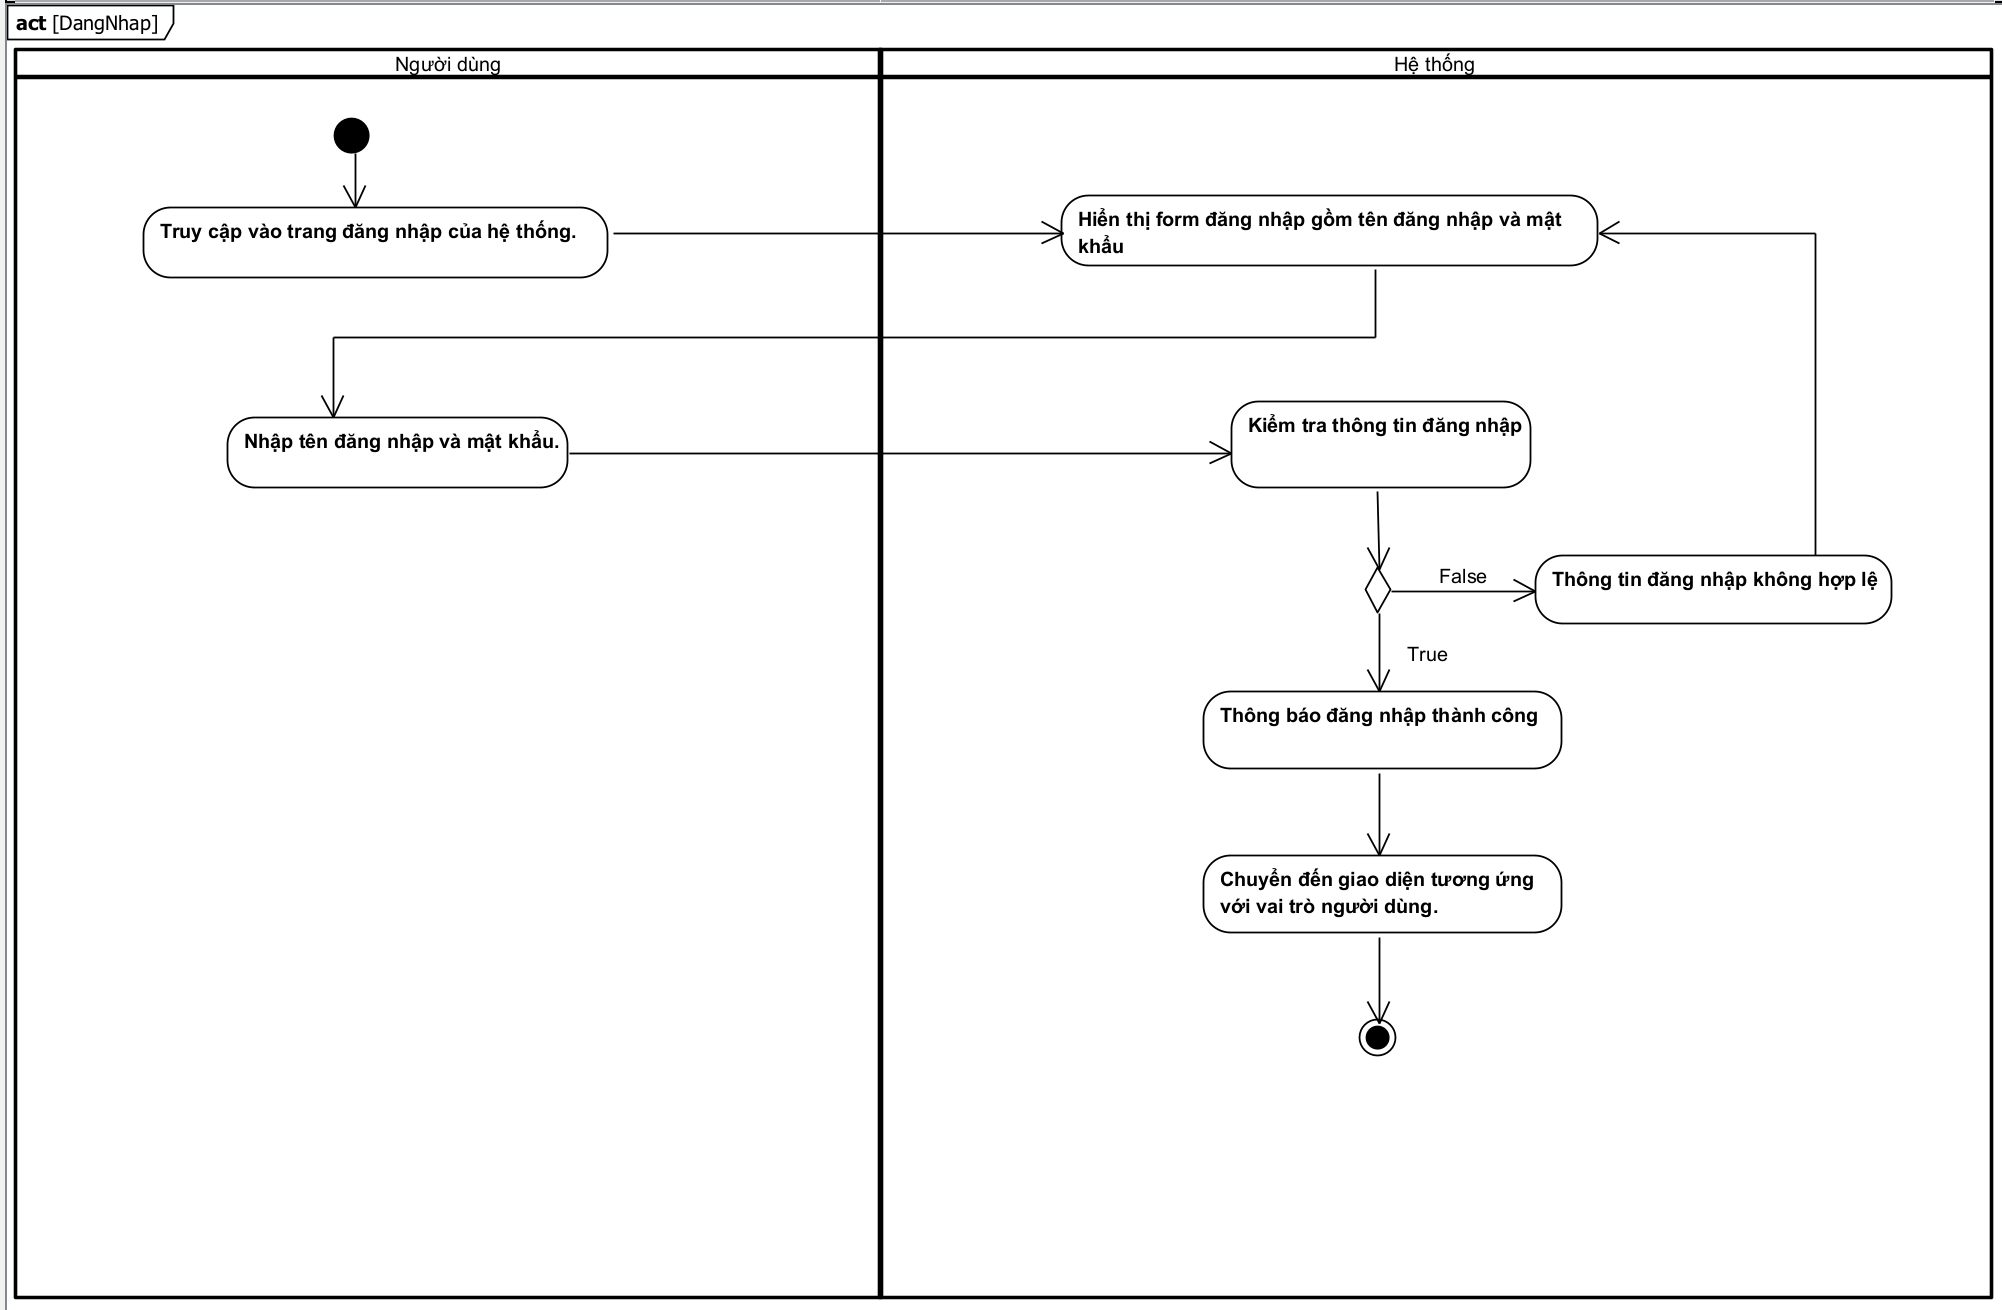 act [DangNhap]
Người dùng
Hệ thống
Truy cập vào trang đăng nhập của hệ thống.
Hiển thị form đăng nhập gồm tên đăng nhập và mật
khẩu
Nhập tên đăng nhập và mật khẩu.
Kiểm tra thông tin đăng nhập
False
Thông tin đăng nhập không hợp lệ
True
Thông báo đăng nhập thành công
Chuyển đến giao diện tương ứng
với vai trò người dùng.